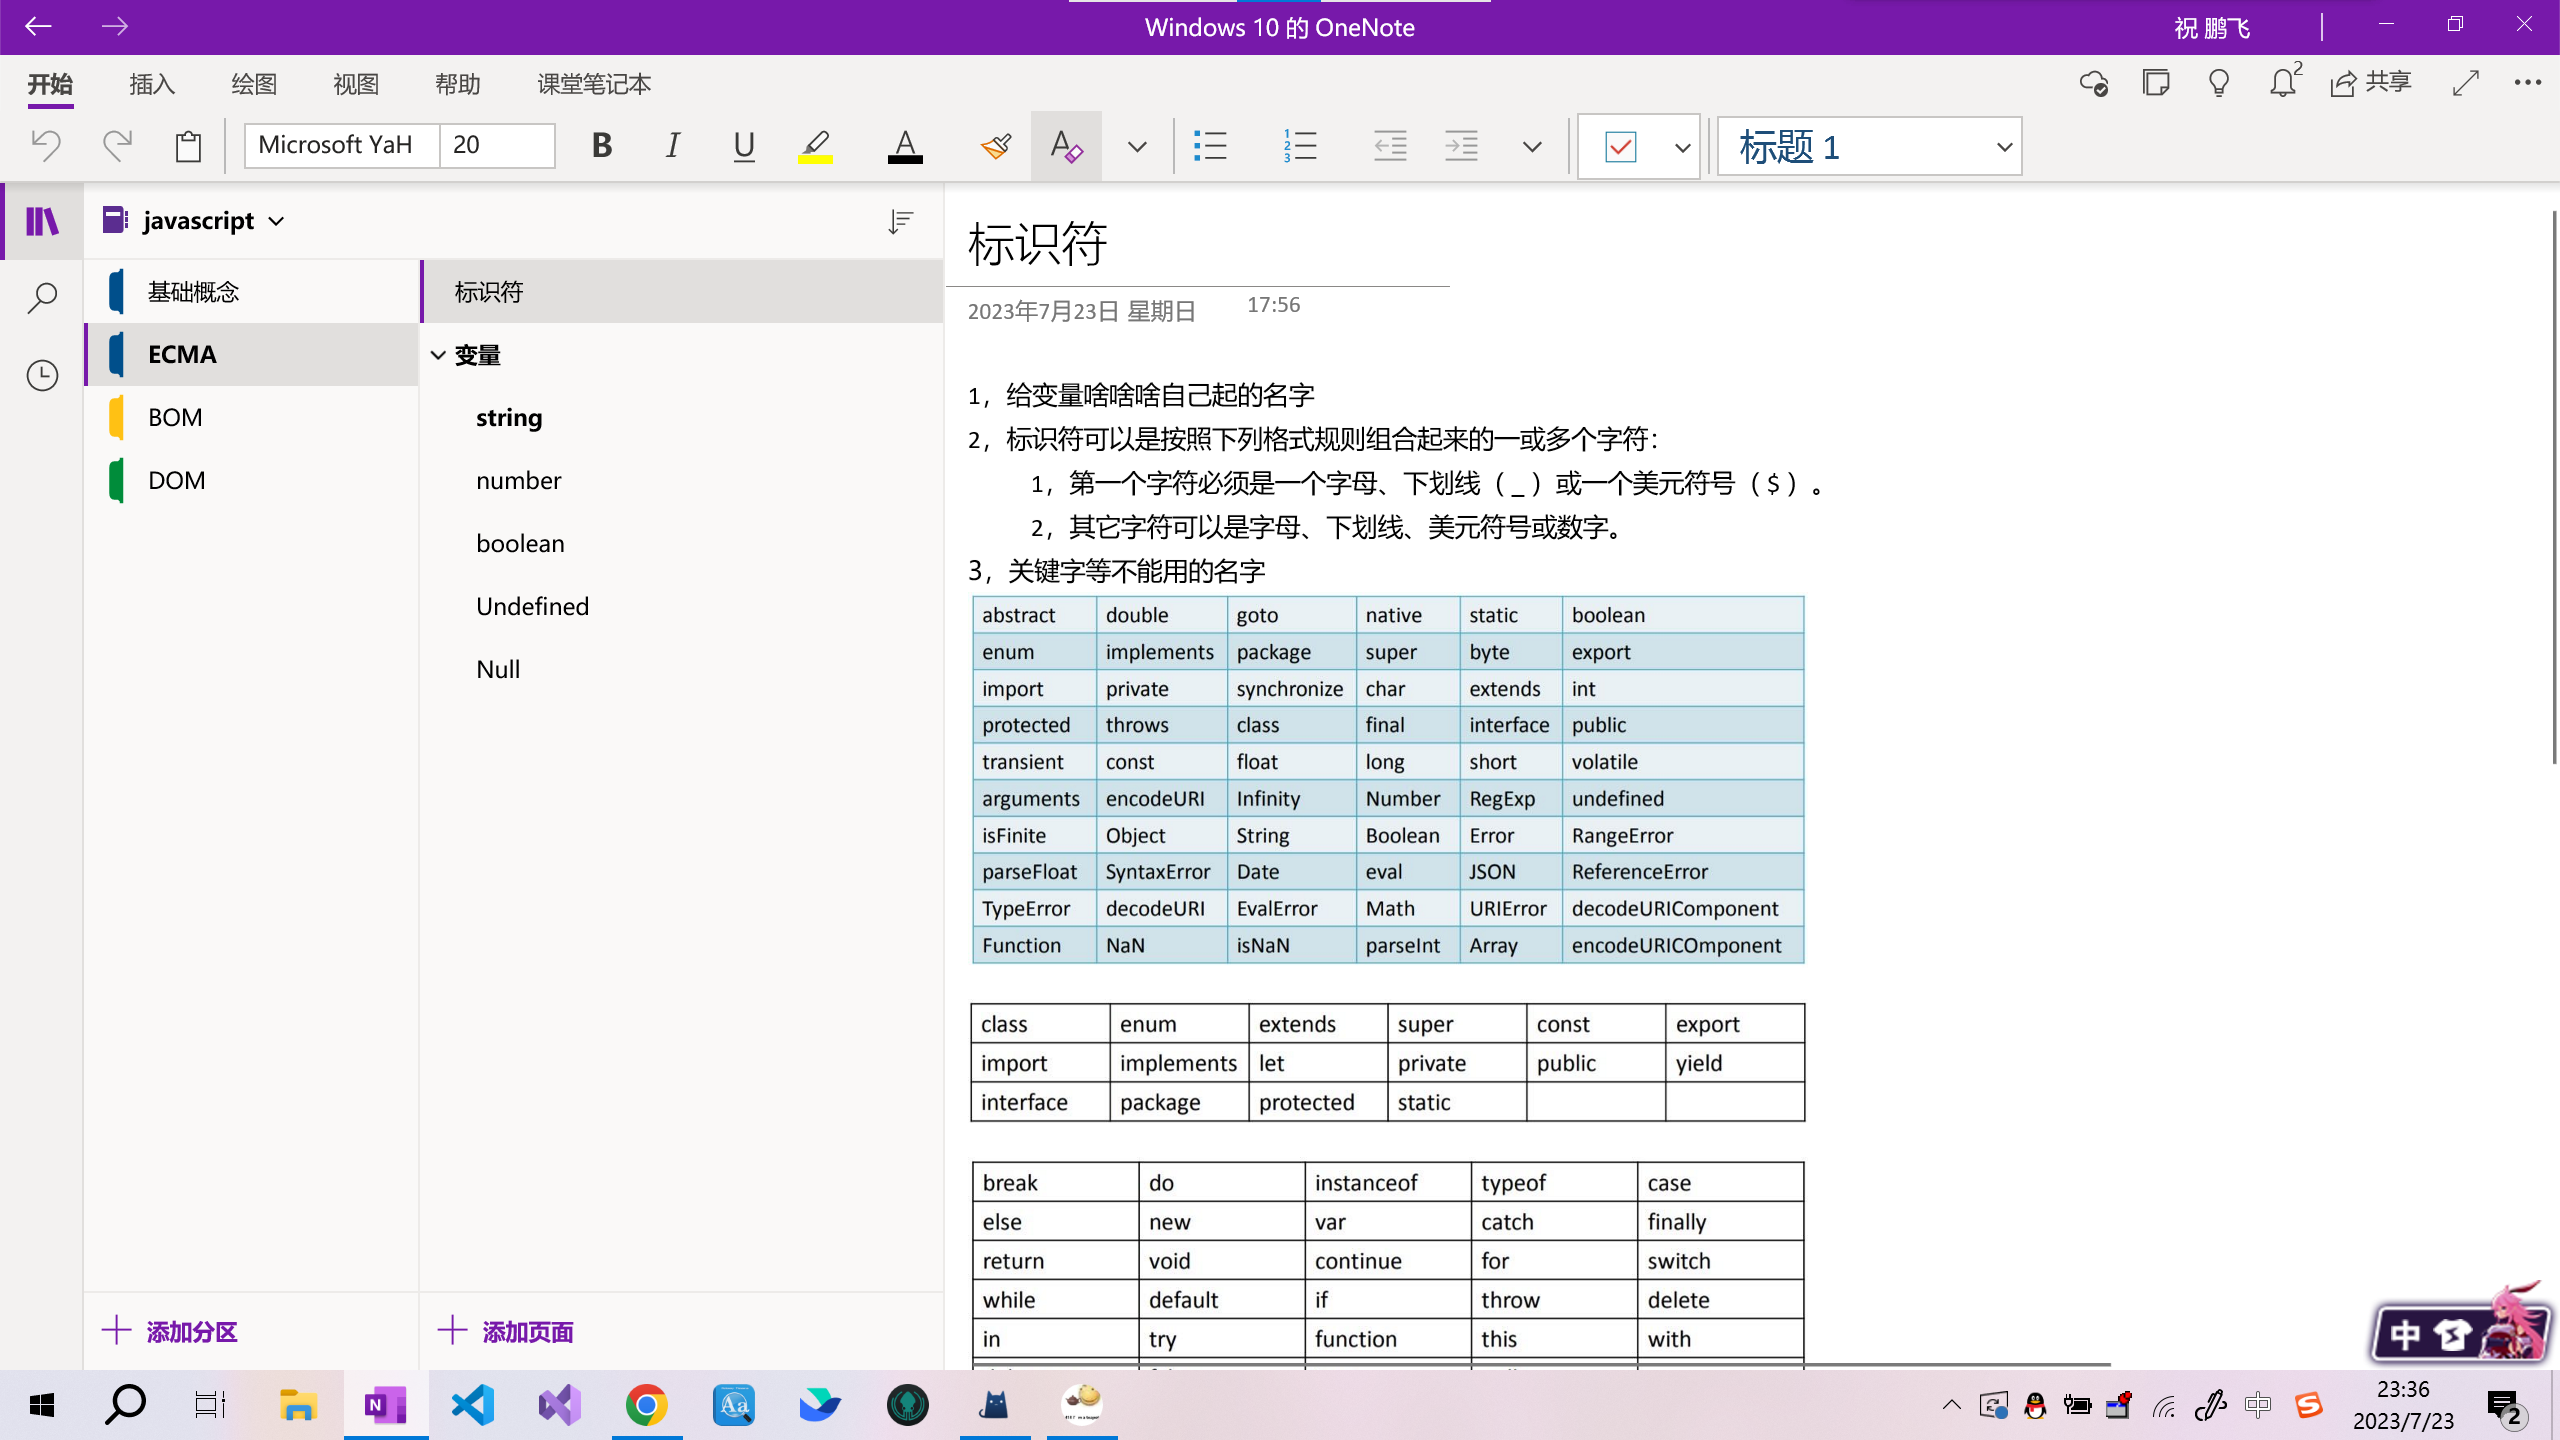 Windows 10 的 OneNote
祝 鹏飞
开始 插入 绘图 视图 帮助 课堂笔记本
2
共享
Microsoft YaH 20
B I U A A
标题 1
javascript
基础概念
ECMA
BOM
DOM
添加分区
标识符
变量
string
number
boolean
Undefined
Null
添加页面
标识符
2023年7月23日 星期日 17:56
1，给变量啥啥啥自己起的名字
2，标识符可以是按照下列格式规则组合起来的一或多个字符：
1，第一个字符必须是一个字母、下划线（ _ ）或一个美元符号（ $ ）。
2，其它字符可以是字母、下划线、美元符号或数字。
3，关键字等不能用的名字
abstract double goto native static boolean
enum implements package super byte export
import private synchronize char extends int
protected throws class final interface public
transient const float long short volatile
arguments encodeURI Infinity Number RegExp undefined
isFinite Object String Boolean Error RangeError
parseFloat SyntaxError Date eval JSON ReferenceError
TypeError decodeURI EvalError Math URIError decodeURIComponent
Function NaN isNaN parseInt Array encodeURICOmponent
class enum extends super const export
import implements let private public yield
interface package protected static
break do instanceof typeof case
else new var catch finally
return void continue for switch
while default if throw delete
in try function this with
中
N
Aa
中
S
23:36
2023/7/23
2